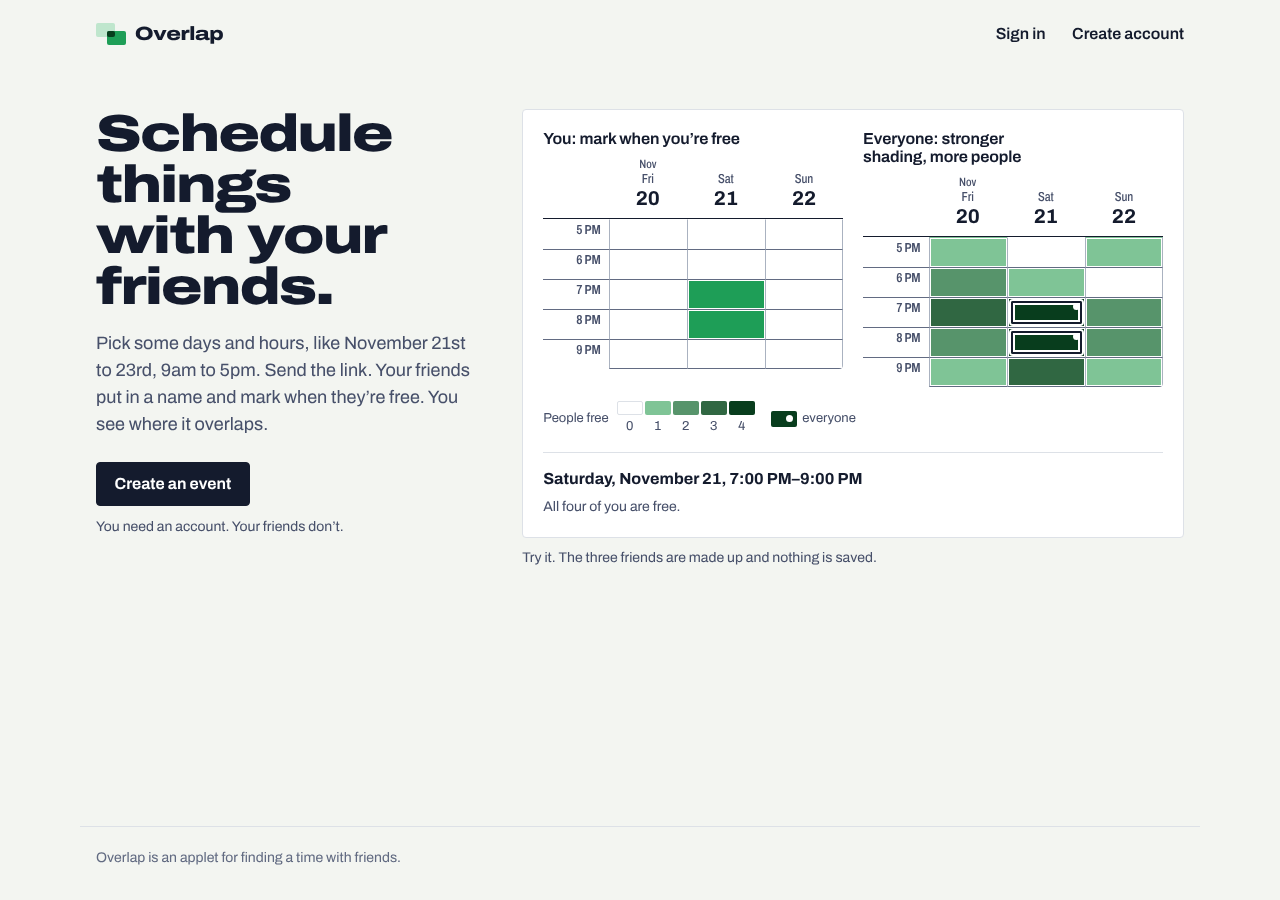 Overlap
Sign in
Create account
Schedule
things
with your
friends.
Pick some days and hours, like November 21st
to 23rd, 9am to 5pm. Send the link. Your friends
put in a name and mark when they’re free. You
see where it overlaps.
Create an event
You need an account. Your friends don’t.
You: mark when you’re free
Nov
Fri Sat Sun
20 21 22
5 PM
6 PM
7 PM
8 PM
9 PM
Everyone: stronger
shading, more people
Nov
Fri Sat Sun
20 21 22
5 PM
6 PM
7 PM
8 PM
9 PM
People free
0 1 2 3 4
everyone
Saturday, November 21, 7:00 PM–9:00 PM
All four of you are free.
Try it. The three friends are made up and nothing is saved.
Overlap is an applet for finding a time with friends.